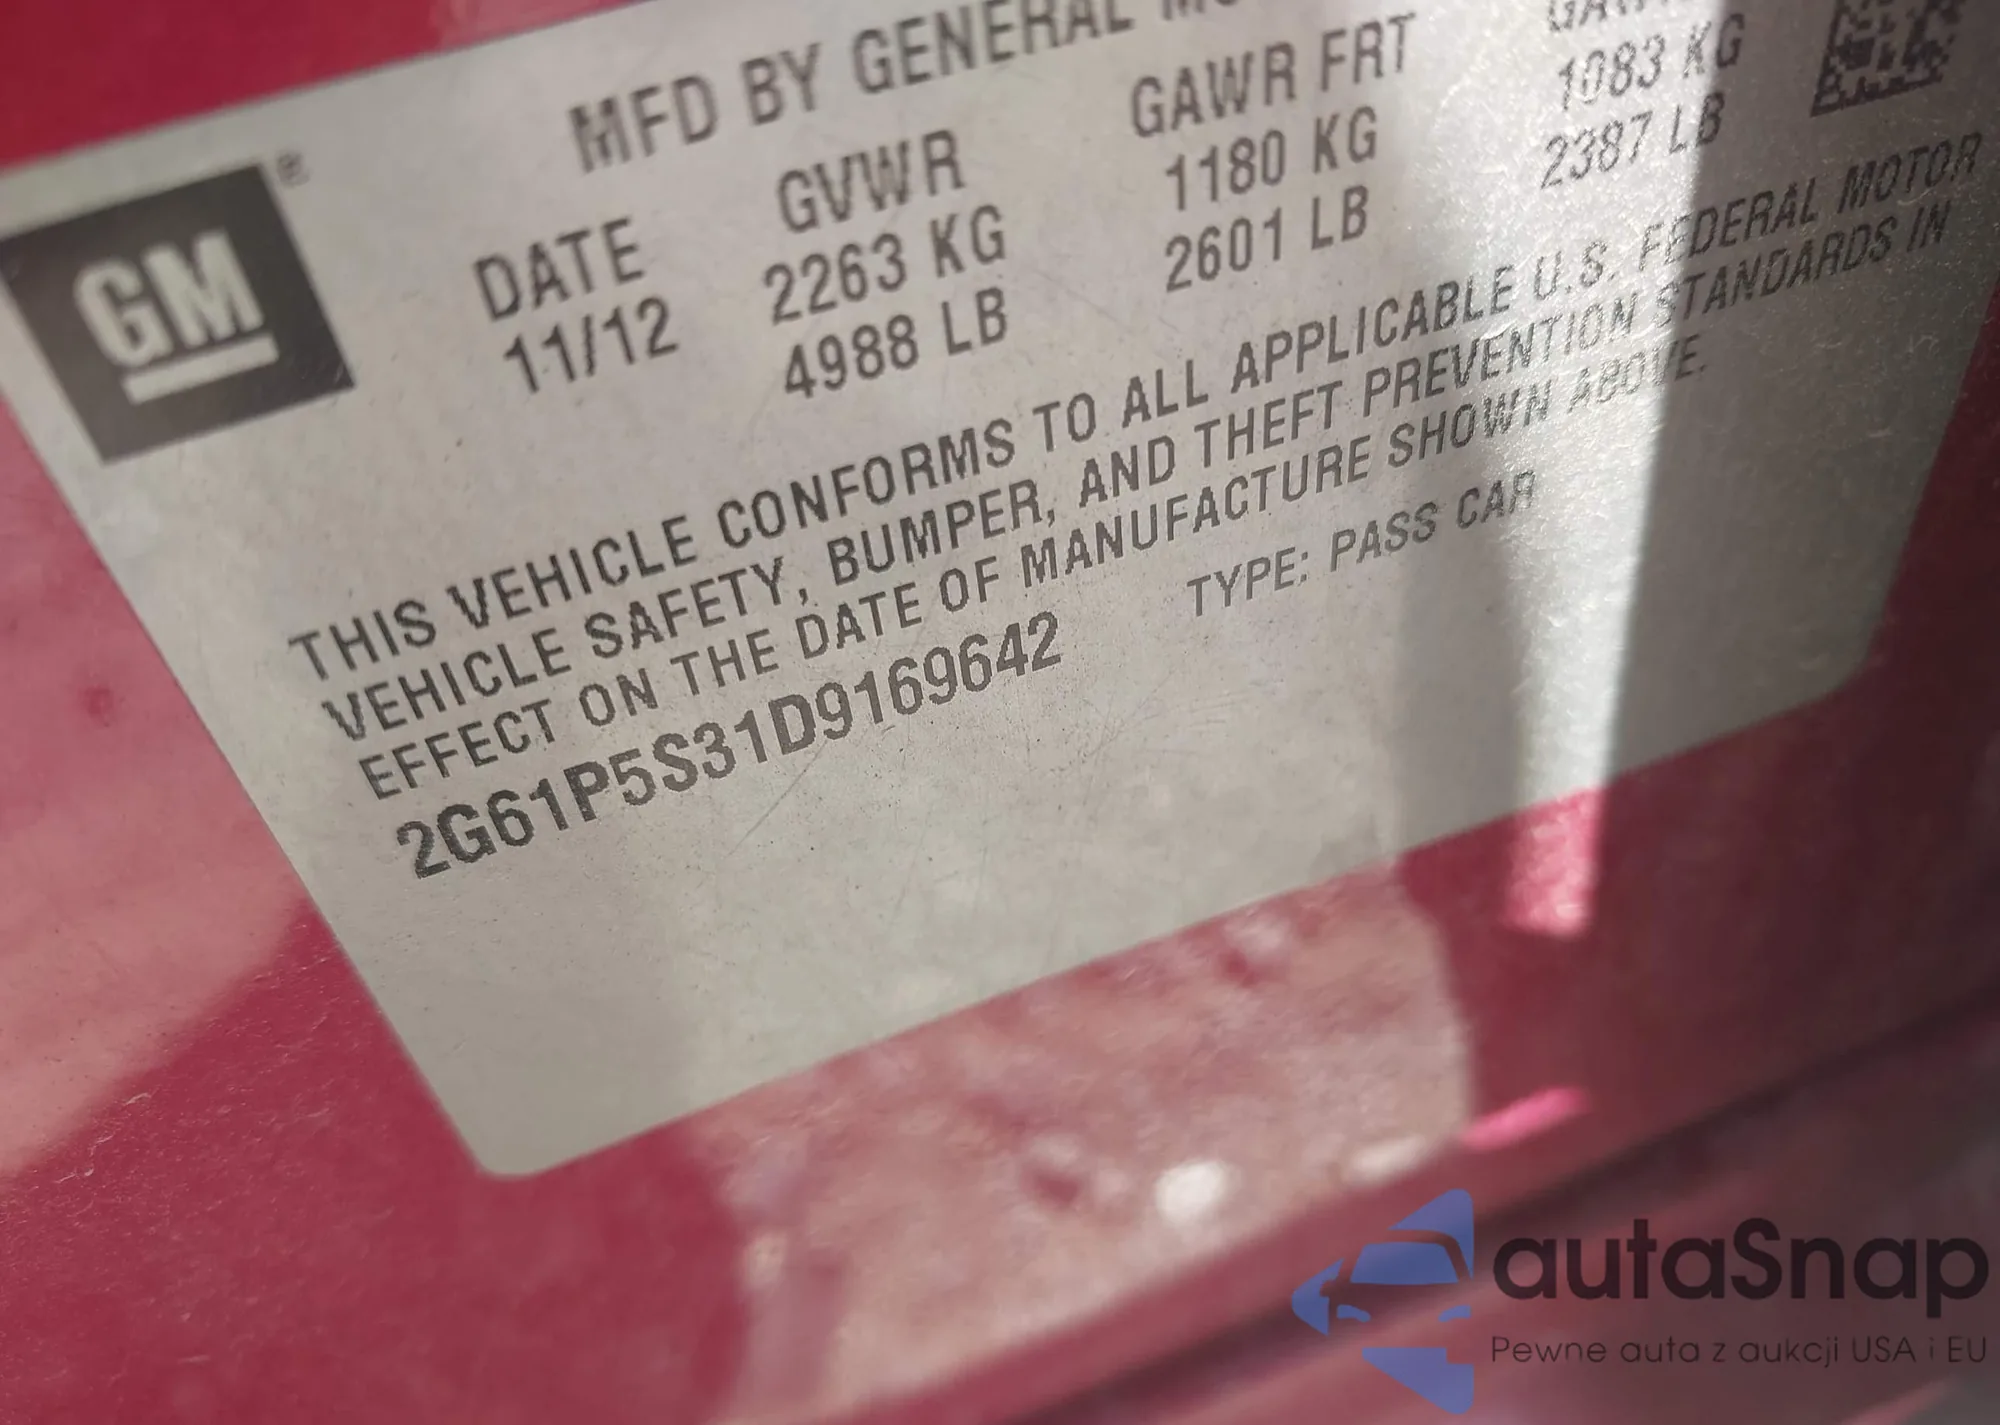 MFD BY GENERAL
GM®
DATE
11/12
GVWR
2263 KG
4988 LB
GAWR FRT
1180 KG
2601 LB
1083 KG
2387 LB
THIS VEHICLE CONFORMS TO ALL APPLICABLE U.S. FEDERAL MOTOR
VEHICLE SAFETY, BUMPER, AND THEFT PREVENTION STANDARDS IN
EFFECT ON THE DATE OF MANUFACTURE SHOWN ABOVE.
2G61P5S31D9169642
TYPE: PASS CAR
autaSnap
Pewne auta z aukcji USA i EU